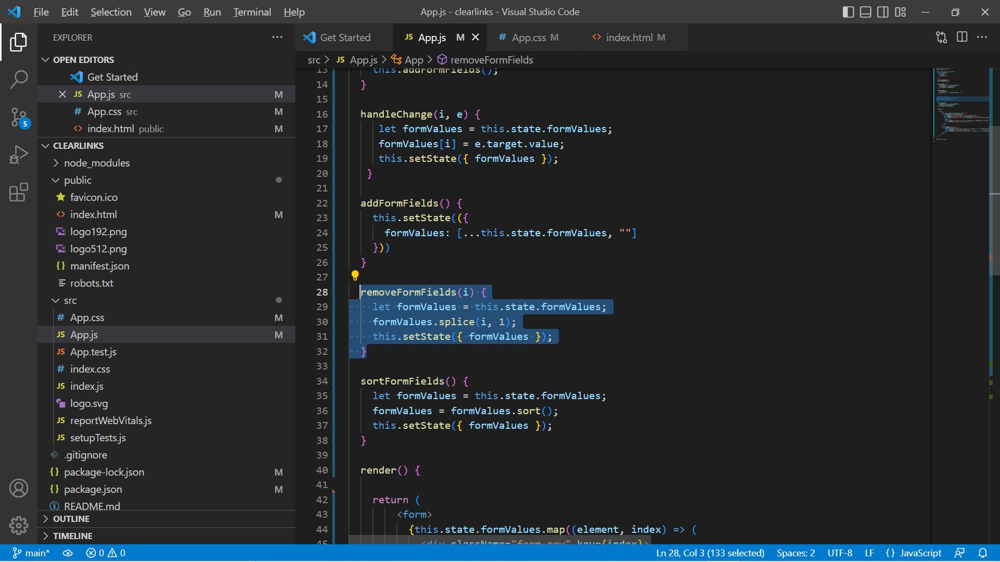 File Edit Selection View Go Run Terminal Help
App.js - clearlinks - Visual Studio Code
EXPLORER
OPEN EDITORS
Get Started
JS App.js src M
# App.css src M
<> index.html public M
CLEARLINKS
node_modules
public
favicon.ico
<> index.html M
logo192.png
logo512.png
{} manifest.json
robots.txt
src
# App.css M
JS App.js M
JS App.test.js
# index.css
JS index.js
logo.svg
JS reportWebVitals.js
JS setupTests.js
.gitignore
{} package-lock.json M
{} package.json M
README.md
OUTLINE
TIMELINE
5
Get Started
JS App.js M
# App.css M
<> index.html M
src > JS App.js > App > removeFormFields
13 this.addFormFields();
14 }
15
16 handleChange(i, e) {
17 let formValues = this.state.formValues;
18 formValues[i] = e.target.value;
19 this.setState({ formValues });
20 }
21
22 addFormFields() {
23 this.setState(({
24 formValues: [...this.state.formValues, ""]
25 }))
26 }
27
28 removeFormFields(i) {
29 let formValues = this.state.formValues;
30 formValues.splice(i, 1);
31 this.setState({ formValues });
32 }
33
34 sortFormFields() {
35 let formValues = this.state.formValues;
36 formValues = formValues.sort();
37 this.setState({ formValues });
38 }
39
40 render() {
41
42 return (
43 <form>
44 {this.state.formValues.map((element, index) => (
45 <div className="form-row" key={index}>
main* 0 0
Ln 28, Col 3 (133 selected) Spaces: 2 UTF-8 LF {} JavaScript